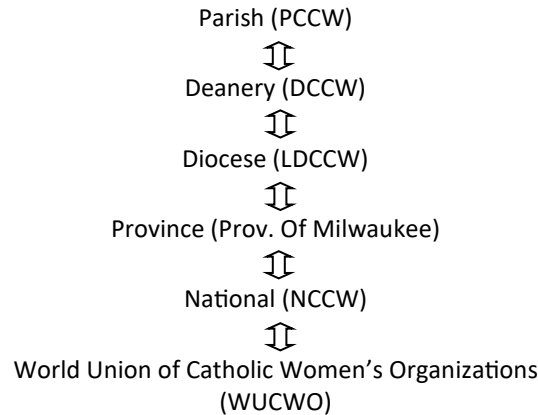 Parish (PCCW)
Deanery (DCCW)
Diocese (LDCCW)
Province (Prov. Of Milwaukee)
National (NCCW)
World Union of Catholic Women’s Organizations
(WUCWO)